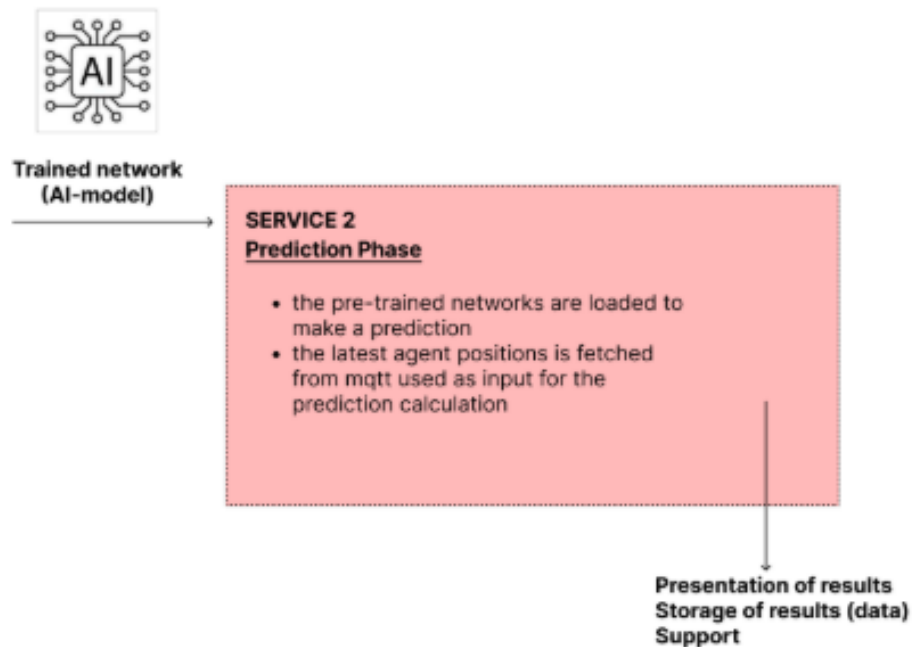 AI
Trained network
(AI-model)
SERVICE 2
Prediction Phase
• the pre-trained networks are loaded to
make a prediction
• the latest agent positions is fetched
from mqtt used as input for the
prediction calculation
Presentation of results
Storage of results (data)
Support